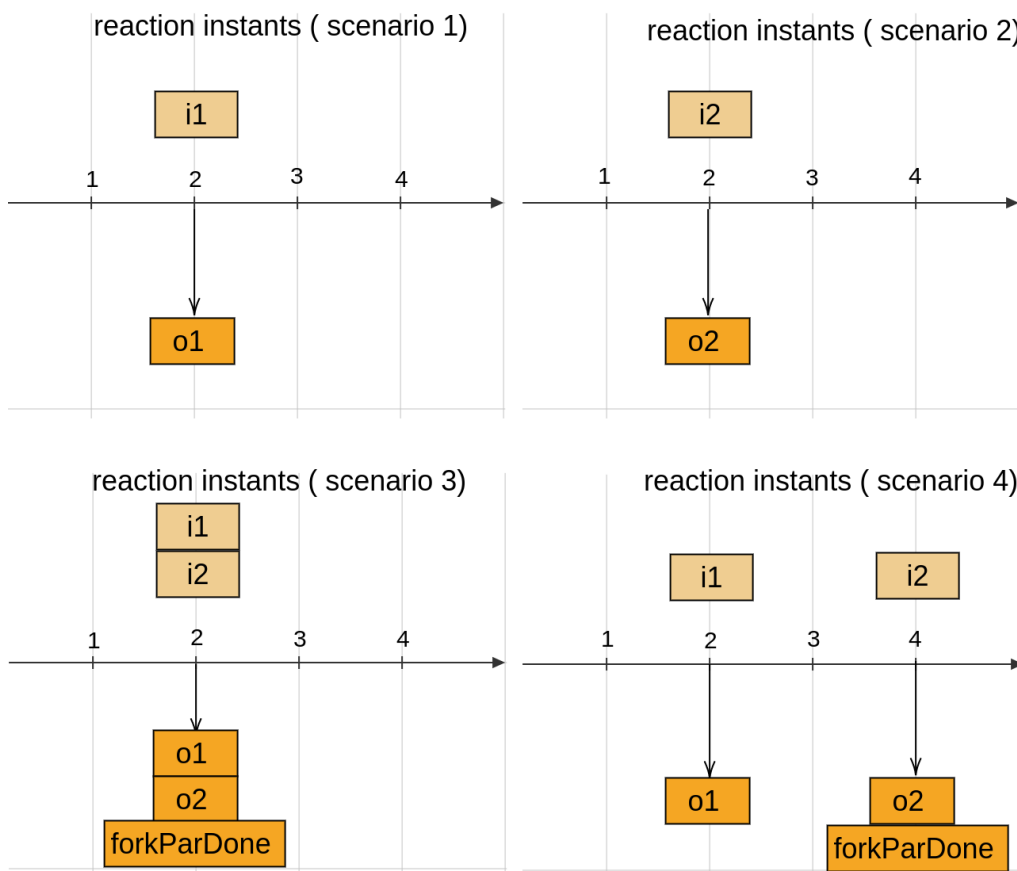 reaction instants ( scenario 1)
i1
1 2 3 4
o1
reaction instants ( scenario 2)
i2
1 2 3 4
o2
reaction instants ( scenario 3)
i1
i2
1 2 3 4
o1
o2
forkParDone
reaction instants ( scenario 4)
i1 i2
1 2 3 4
o1 o2
forkParDone